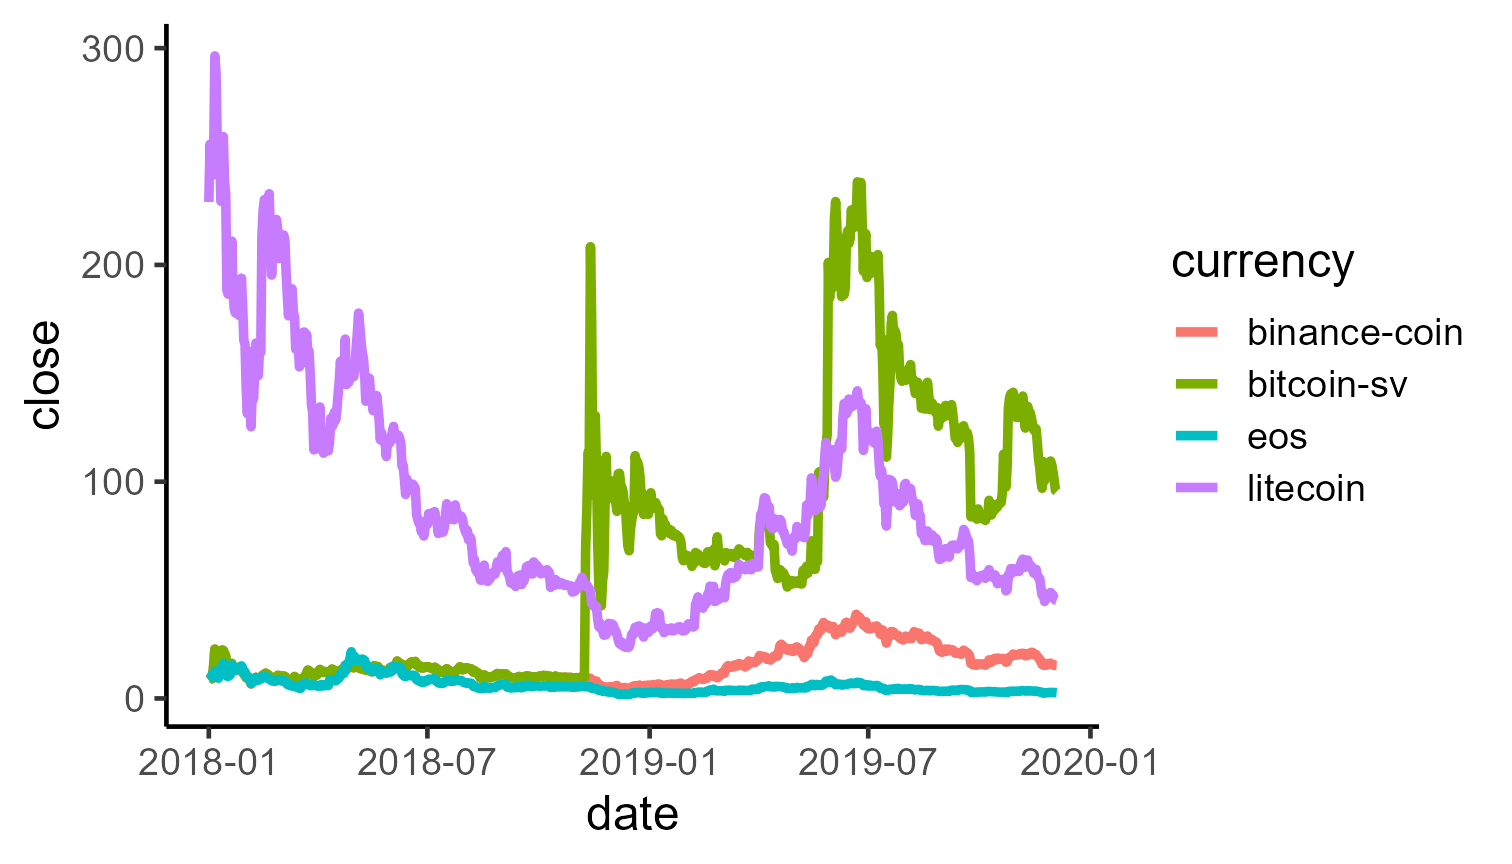 300
200
100
0
close
2018-01
2018-07
2019-01
2019-07
2020-01
date
currency
binance-coin
bitcoin-sv
eos
litecoin